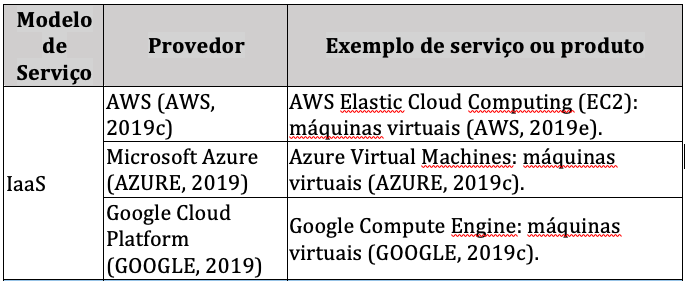 Modelo
de
Serviço
Provedor
Exemplo de serviço ou produto
IaaS
AWS (AWS,
2019c)
AWS Elastic Cloud Computing (EC2):
máquinas virtuais (AWS, 2019e).
Microsoft Azure
(AZURE, 2019)
Azure Virtual Machines: máquinas
virtuais (AZURE, 2019c).
Google Cloud
Platform
(GOOGLE, 2019)
Google Compute Engine: máquinas
virtuais (GOOGLE, 2019c).